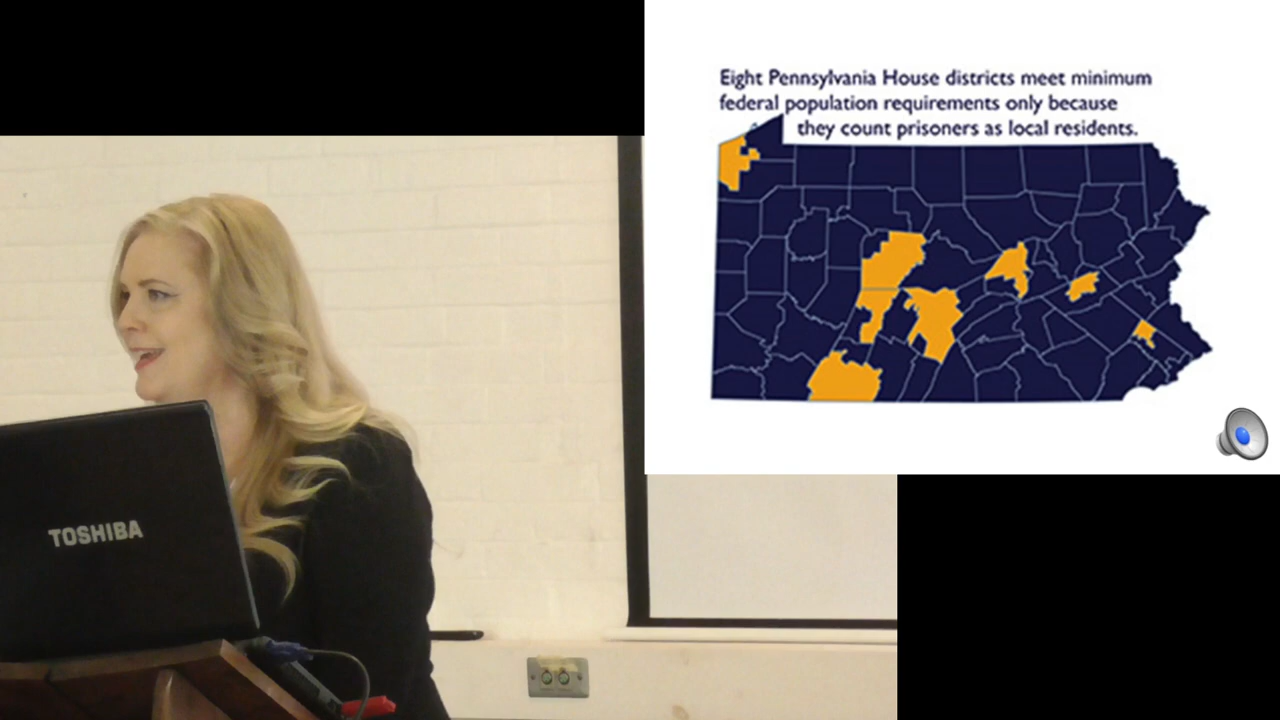 Eight Pennsylvania House districts meet minimum
federal population requirements only because
they count prisoners as local residents.
TOSHIBA